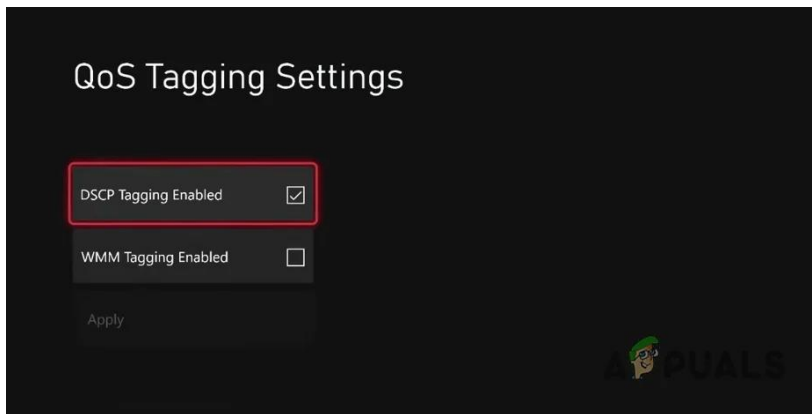 QoS Tagging Settings
DSCP Tagging Enabled
WMM Tagging Enabled
Apply
APPUALS